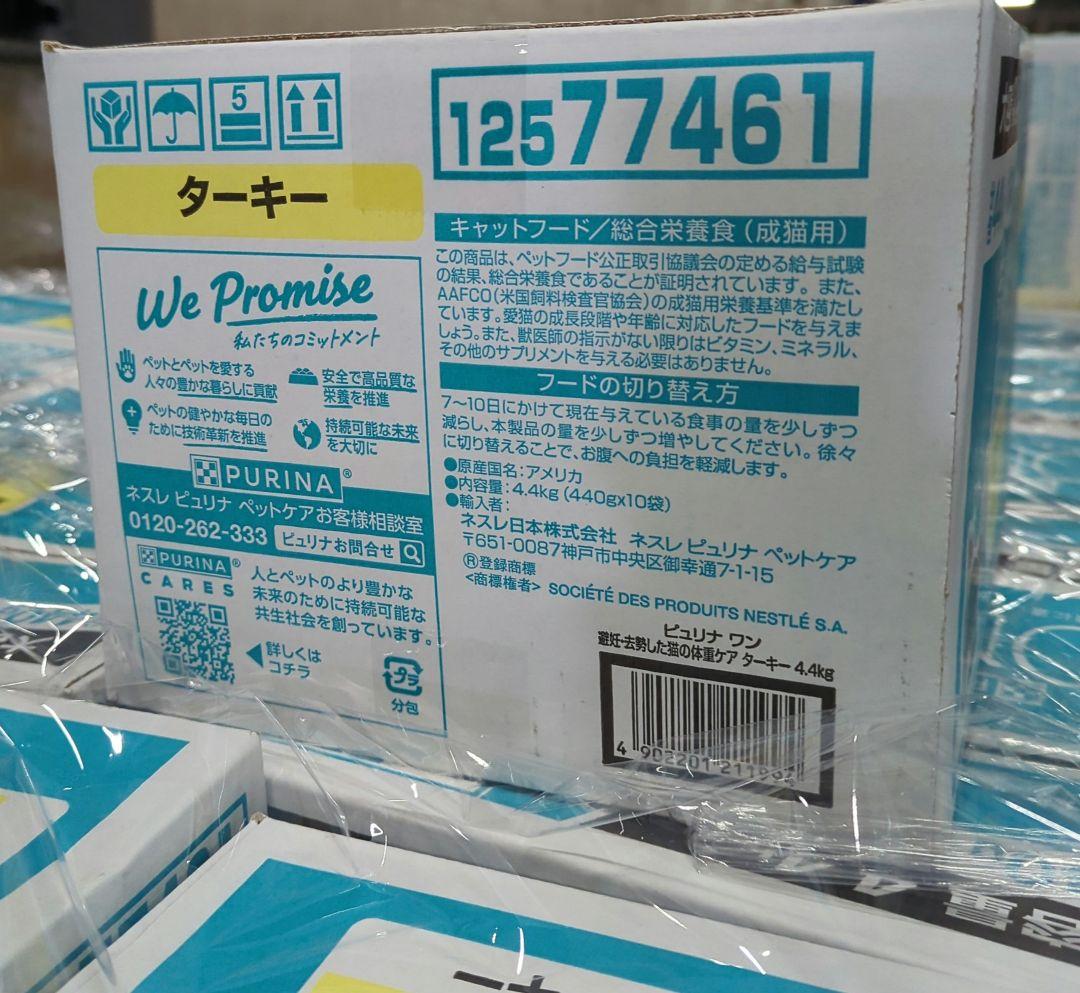 5
12577461
ターキー
キャットフード/総合栄養食(成猫用)
この商品は、ペットフード公正取引協議会の定める給与試験
の結果、総合栄養食であることが証明されています。また、
AAFCO(米国飼料検査官協会)の成猫用栄養基準を満たし
ています。愛猫の成長段階や年齢に対応したフードを与えま
しょう。また、獣医師の指示がない限りはビタミン、ミネラル、
その他のサプリメントを与える必要はありません。
フードの切り替え方
7〜10日にかけて現在与えている食事の量を少しずつ
減らし、本製品の量を少しずつ増やしてください。徐々
に切り替えることで、お腹への負担を軽減します。
●原産国名:アメリカ
●内容量:4.4kg (440gx10袋)
●輸入者:
ネスレ日本株式会社 ネスレ ピュリナ ペットケア
〒651-0087神戸市中央区御幸通7-1-15
®登録商標
<商標権者> SOCIÉTÉ DES PRODUITS NESTLÉ S.A.
ピュリナ ワン
避妊・去勢した猫の体重ケア ターキー 4.4kg
We Promise
私たちのコミットメント
ペットとペットを愛する
人々の豊かな暮らしに貢献
安全で高品質な
栄養を推進
ペットの健やかな毎日の
ために技術革新を推進
持続可能な未来
を大切に
PURINA®
ネスレ ピュリナ ペットケアお客様相談室
0120-262-333 ピュリナお問合せ
PURINA®
CARES
人とペットのより豊かな
未来のために持続可能な
共生社会を創っています。
詳しくは
コチラ
プラ
分包